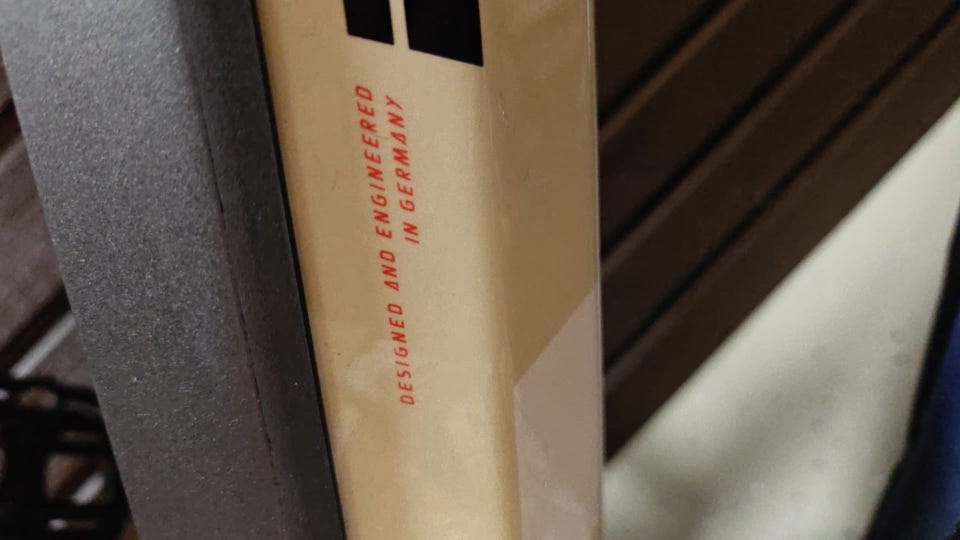 DESIGNED AND ENGINEERED
IN GERMANY